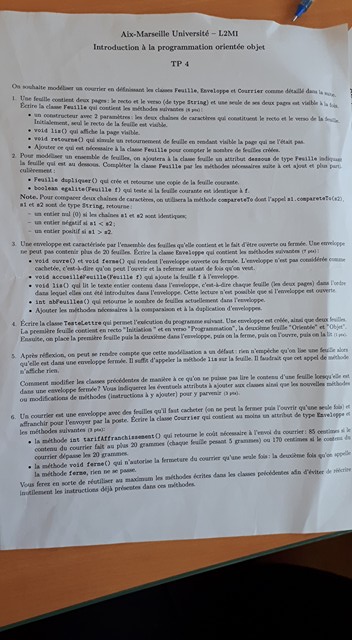 Aix-Marseille Université – L2MI
Introduction à la programmation orientée objet
TP 4
On souhaite modéliser un courrier en définissant les classes Feuille, Enveloppe et Courrier comme détaillé dans la suite.
1. Une feuille contient deux pages: le recto et le verso (de type String) et une seule de ses deux pages est visible à la fois.
Écrire la classe Feuille qui contient les méthodes suivantes (6 pts):
• un constructeur avec 2 paramètres: les deux chaînes de caractères qui constituent le recto et le verso de la feuille.
Initialement, seul le recto de la feuille est visible.
• void lis() qui affiche la page visible.
• void retourne() qui simule un retournement de feuille en rendant visible la page qui ne l'était pas.
• Ajouter ce qui est nécessaire à la classe Feuille pour compter le nombre de feuilles créées.
2. Pour modéliser un ensemble de feuilles, on ajoutera à la classe feuille un attribut dessous de type Feuille indiquant
la feuille qui est au dessous. Compléter la classe Feuille par les méthodes nécessaires suite à cet ajout et plus
culièrement:
• Feuille dupliquer() qui crée et retourne une copie de la feuille courante.
• boolean egalite(Feuille f) qui teste si la feuille courante est identique à f.
Note. Pour comparer deux chaînes de caractères, on utilisera la méthode compareTo dont l'appel s1.compareTo(s2),
s1 et s2 sont de type String, retourne:
– un entier nul (0) si les chaînes s1 et s2 sont identiques;
– un entier négatif si s1 < s2;
– un entier positif si s1 > s2.
3. Une enveloppe est caractérisée par l'ensemble des feuilles qu'elle contient et le fait d'être ouverte ou fermée. Une enveloppe
ne peut pas contenir plus de 20 feuilles. Écrire la classe Enveloppe qui contient les méthodes suivantes (7 pts):
• void ouvre() et void ferme() qui rendent l'enveloppe ouverte ou fermée. L'enveloppe n'est pas considérée comme
cachetée, c'est-à-dire qu'on peut l'ouvrir et la refermer autant de fois qu'on veut.
• void accueilleFeuille(Feuille f) qui ajoute la feuille f à l'enveloppe
• void lis() qui lit le texte entier contenu dans l'enveloppe, c'est-à-dire chaque feuille (les deux pages) dans l'ordre
dans lequel elles ont été introduites dans l'enveloppe. Cette lecture n'est possible que si l'enveloppe est ouverte.
• int nbFeuilles() qui retourne le nombre de feuilles actuellement dans l'enveloppe.
• Ajouter les méthodes nécessaires à la comparaison et à la duplication d'enveloppes.
4. Écrire la classe TesteLettre qui permet l'exécution du programme suivant. Une enveloppe est créée, ainsi que deux feuilles.
La première feuille contient en recto "Initiation" et en verso "Programmation", la deuxième feuille "Orientée" et "Objet".
Ensuite, on place la première feuille puis la deuxième dans l'enveloppe, puis on la ferme, puis on l'ouvre, puis on la lit
5. Après réflexion, on peut se rendre compte que cette modélisation a un défaut: rien n'empêche qu'on lise une feuille alors
qu'elle est dans une enveloppe fermée. Il suffit d'appeler la méthode lis sur la feuille. Il faudrait que cet appel de méthode
n'affiche rien.
Comment modifier les classes précédentes de manière à ce qu'on ne puisse pas lire le contenu d'une feuille lorsqu'elle est
dans une enveloppe fermée? Vous indiquerez les éventuels attributs à ajouter aux classes ainsi que les nouvelles méthodes
ou modifications de méthodes (instructions à y ajouter) pour y parvenir (3 pts).
6. Un courrier est une enveloppe avec des feuilles qu'il faut cacheter (on ne peut la fermer puis l'ouvrir qu'une seule fois) et
affranchir pour l'envoyer par la poste. Écrire la classe Courrier qui contient au moins un attribut de type Enveloppe et
les méthodes suivantes (3 pts):
• la méthode int tarifAffranchissement() qui retourne le coût nécessaire à l'envoi du courrier: 85 centimes si le
contenu du courrier fait au plus 20 grammes (chaque feuille pesant 5 grammes) ou 170 centimes si le contenu du
courrier dépasse les 20 grammes.
• la méthode void ferme() qui n'autorise la fermeture du courrier qu'une seule fois: la deuxième fois qu'on appelle
la méthode ferme, rien ne se passe.
Vous ferez en sorte de réutiliser au maximum les méthodes écrites dans les classes précédentes afin d'éviter de réécrire
inutilement les instructions déjà présentes dans ces méthodes.